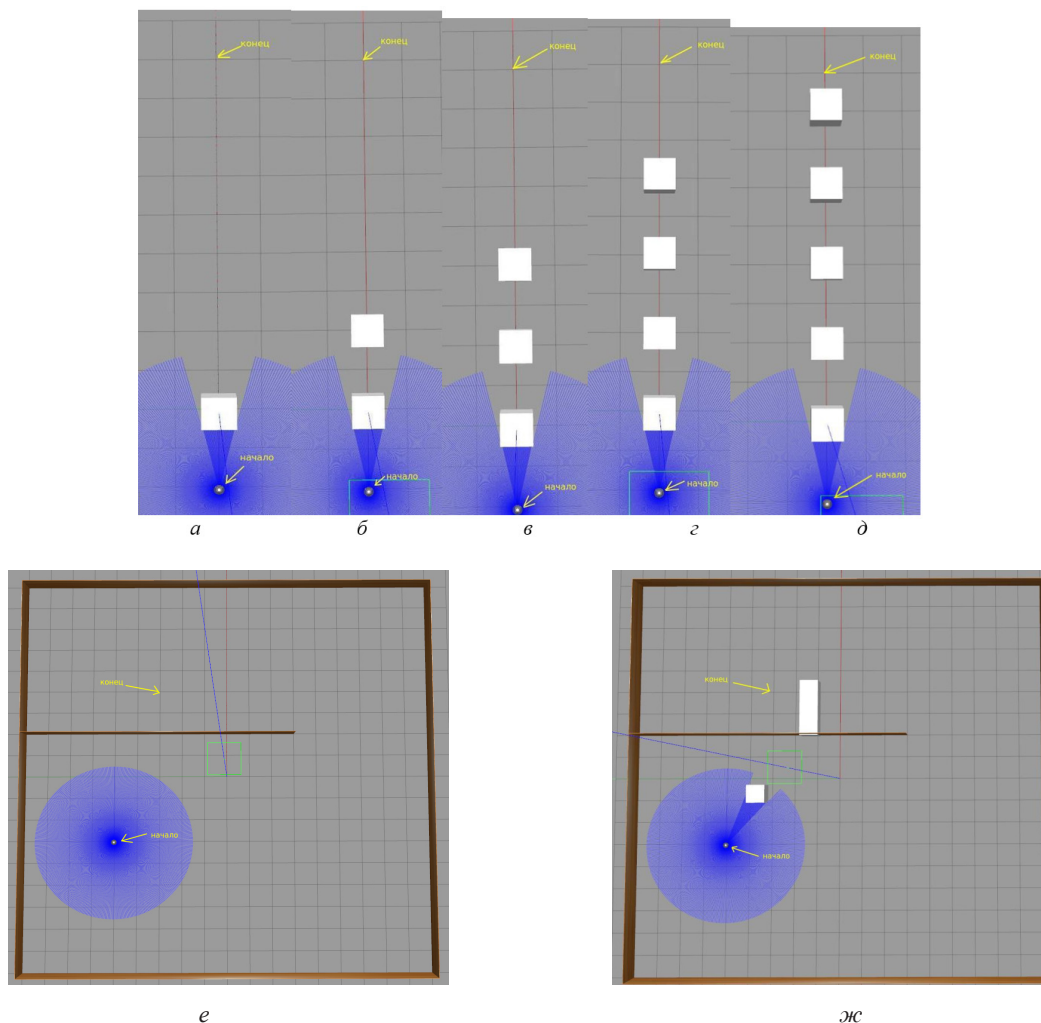 конец
конец
конец
конец
конец
начало
начало
начало
начало
начало
а
б
в
г
д
конец
начало
конец
начало
е
ж